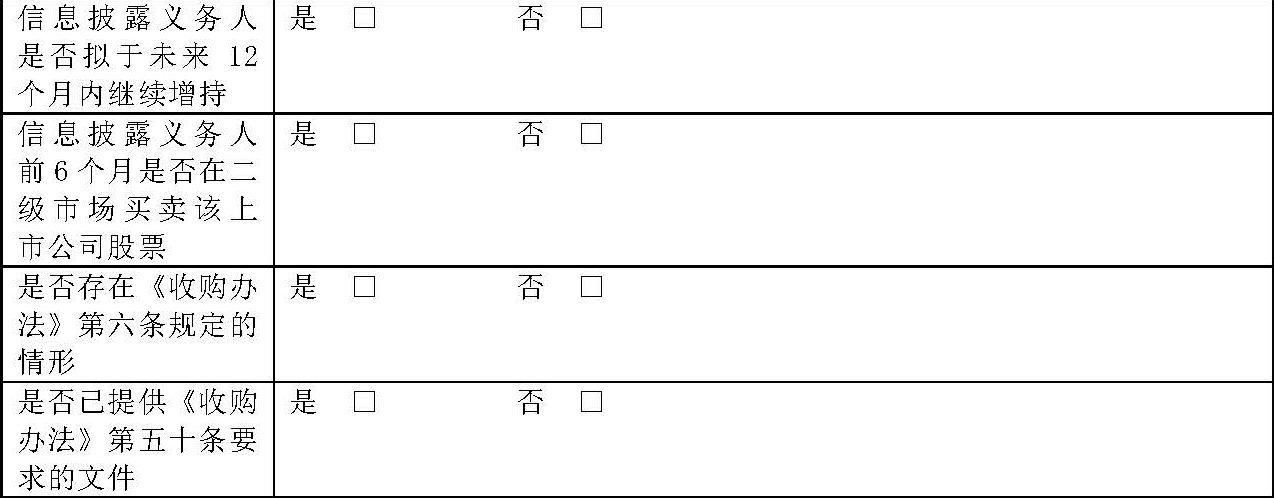 信息披露义务人 是 □ 否 □
是否拟于未来 12
个月内继续增持
信息披露义务人 是 □ 否 □
前 6 个月是否在二
级市场买卖该上
市公司股票
是否存在《收购办 是 □ 否 □
法》第六条规定的
情形
是否已提供《收购 是 □ 否 □
办法》第五十条要
求的文件